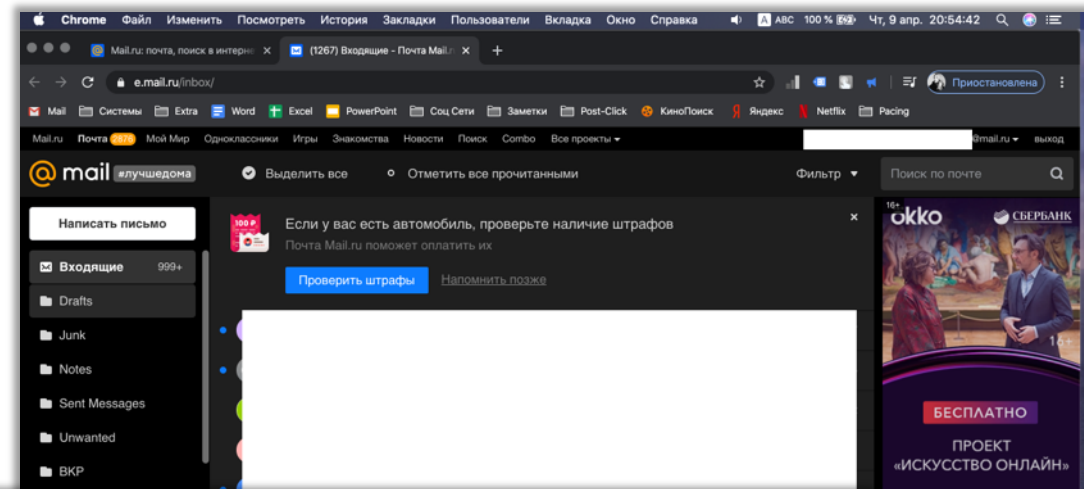 Chrome Файл Изменить Посмотреть История Закладки Пользователи Вкладка Окно Справка A ABC 100 % Чт, 9 апр. 20:54:42
Mail.ru: почта, поиск в интерне (1267) Входящие - Почта Mail.r
e.mail.ru/inbox/ Приостановлена
Mail Системы Extra Word Excel PowerPoint Соц Сети Заметки Post-Click КиноПоиск Яндекс Netflix Pacing
Mail.ru Почта 2876 Мой Мир Одноклассники Игры Знакомства Новости Поиск Combo Все проекты @mail.ru выход
@mail #лучшедома Выделить все Отметить все прочитанными Фильтр Поиск по почте
Написать письмо
Входящие 999+
Drafts
Junk
Notes
Sent Messages
Unwanted
BKP
100 ₽
Если у вас есть автомобиль, проверьте наличие штрафов
Почта Mail.ru поможет оплатить их
Проверить штрафы Напомнить позже
16+
okko СБЕРБАНК
16+
БЕСПЛАТНО
ПРОЕКТ
«ИСКУССТВО ОНЛАЙН»